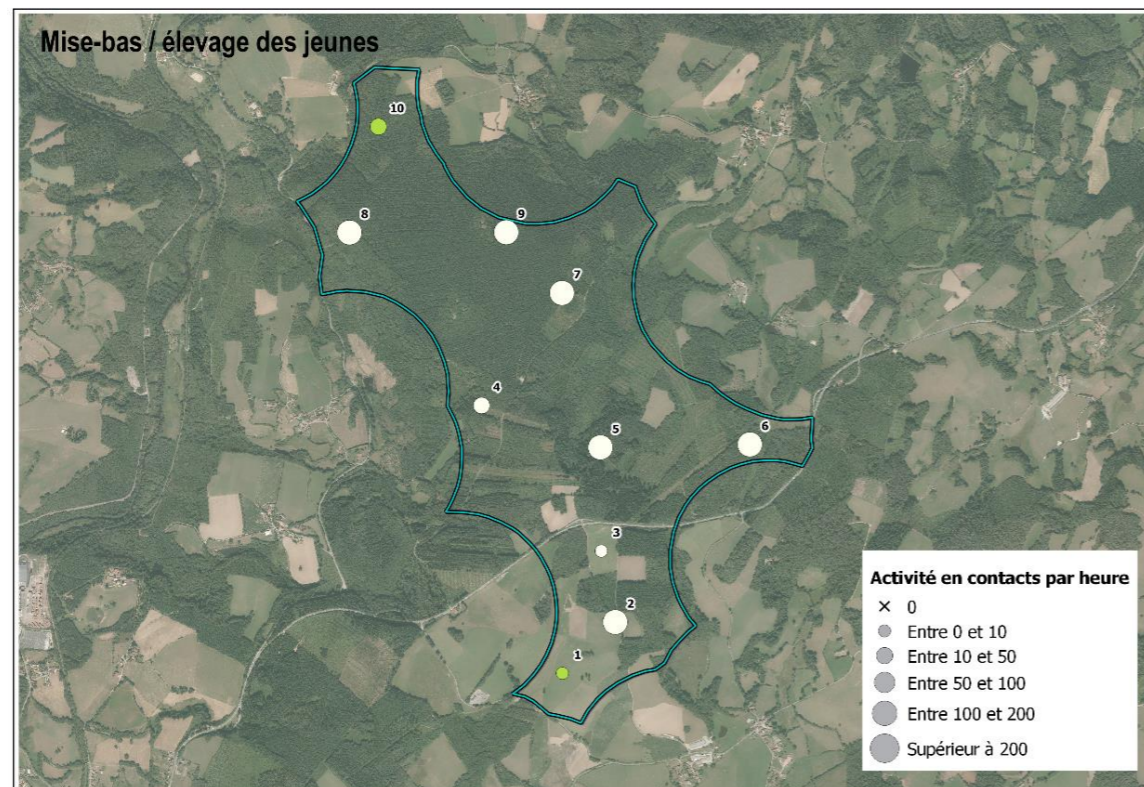 Mise-bas / élevage des jeunes
10
8
9
7
4
5
6
3
2
1
Activité en contacts par heure
0
Entre 0 et 10
Entre 10 et 50
Entre 50 et 100
Entre 100 et 200
Supérieur à 200